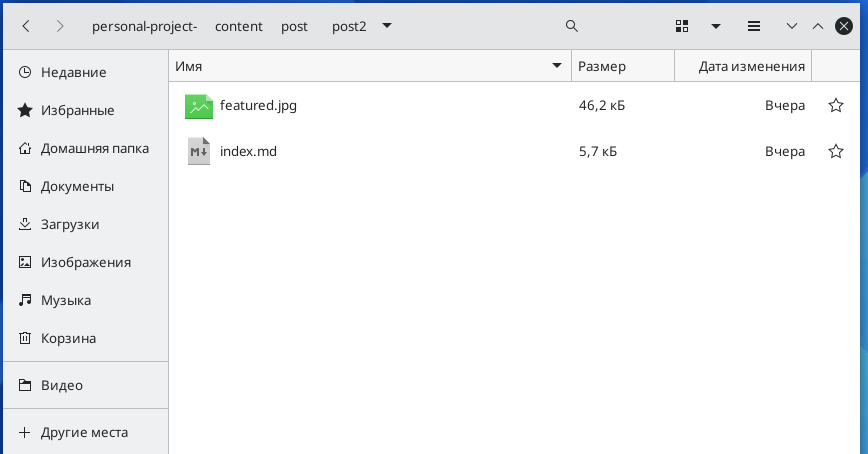 personal-project- content post post2
Имя Размер Дата изменения
Недавние
Избранные
Домашняя папка
Документы
Загрузки
Изображения
Музыка
Корзина
Видео
Другие места
featured.jpg 46,2 кБ Вчера
M index.md 5,7 кБ Вчера